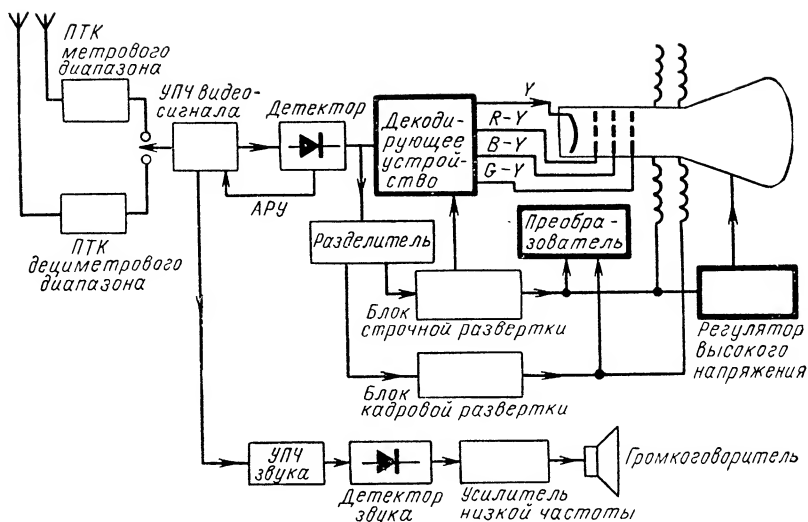 ПТК
метрового
диапазона
УПЧ видео-
сигнала
Детектор
Декоди-
рующее
устрой-
ство
Y
R-Y
B-Y
G-Y
АРУ
ПТК
дециметрового
диапазона
Разделитель
Преобра-
зователь
Блок
строчной развертки
Регулятор
высокого
напряжения
Блок
кадровой развертки
УПЧ
звука
Детектор
звука
Усилитель
низкой частоты
Громкоговоритель